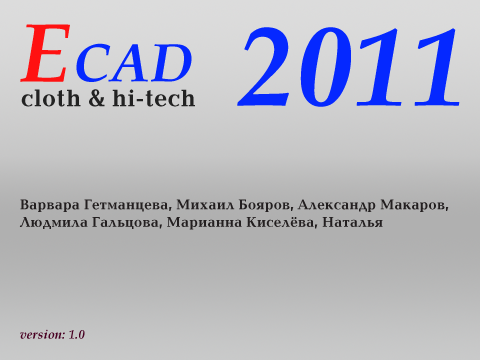 ECAD 2011
cloth & hi-tech
Варвара Гетманцева, Михаил Бояров, Александр Макаров,
Людмила Гальцова, Марианна Киселёва, Наталья
version: 1.0